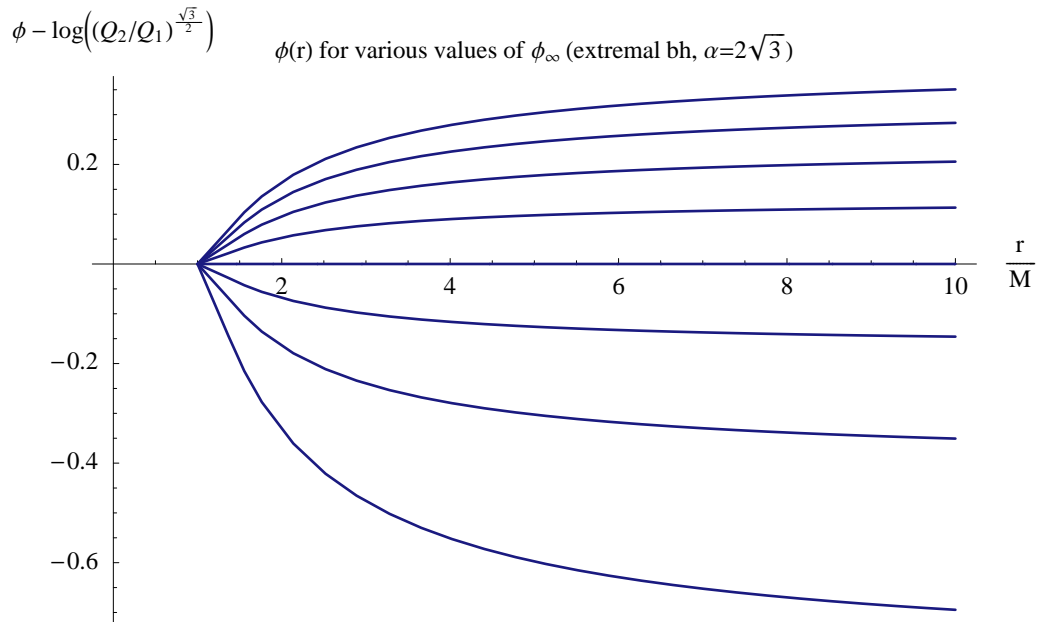 ϕ − log((Q₂/Q₁)^(√3/2))
ϕ(r) for various values of ϕ∞ (extremal bh, α=2√3)
0.2
r/M
2 4 6 8 10
−0.2
−0.4
−0.6